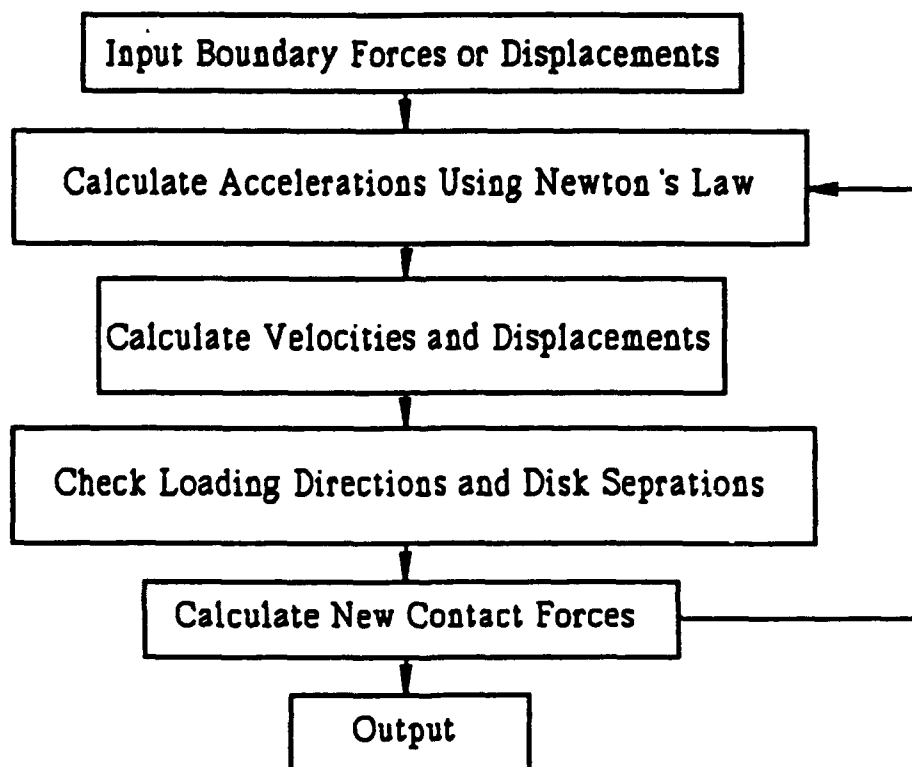 Input Boundary Forces or Displacements
Calculate Accelerations Using Newton's Law
Calculate Velocities and Displacements
Check Loading Directions and Disk Seprations
Calculate New Contact Forces
Output